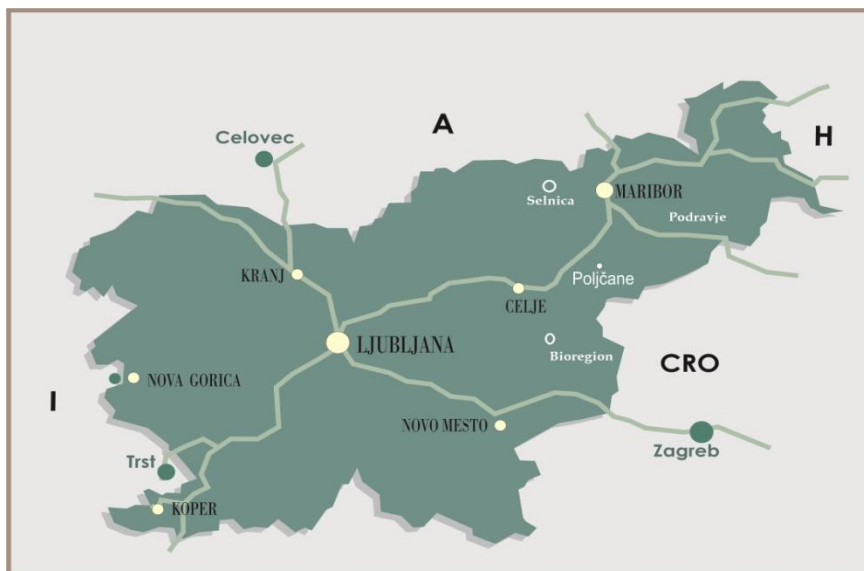 A
Celovec
H
Selnica
MARIBOR
Podravje
KRANJ
Poljčane
CELJE
LJUBLJANA
Bioregion
CRO
NOVA GORICA
I
NOVO MESTO
Zagreb
Trst
KOPER